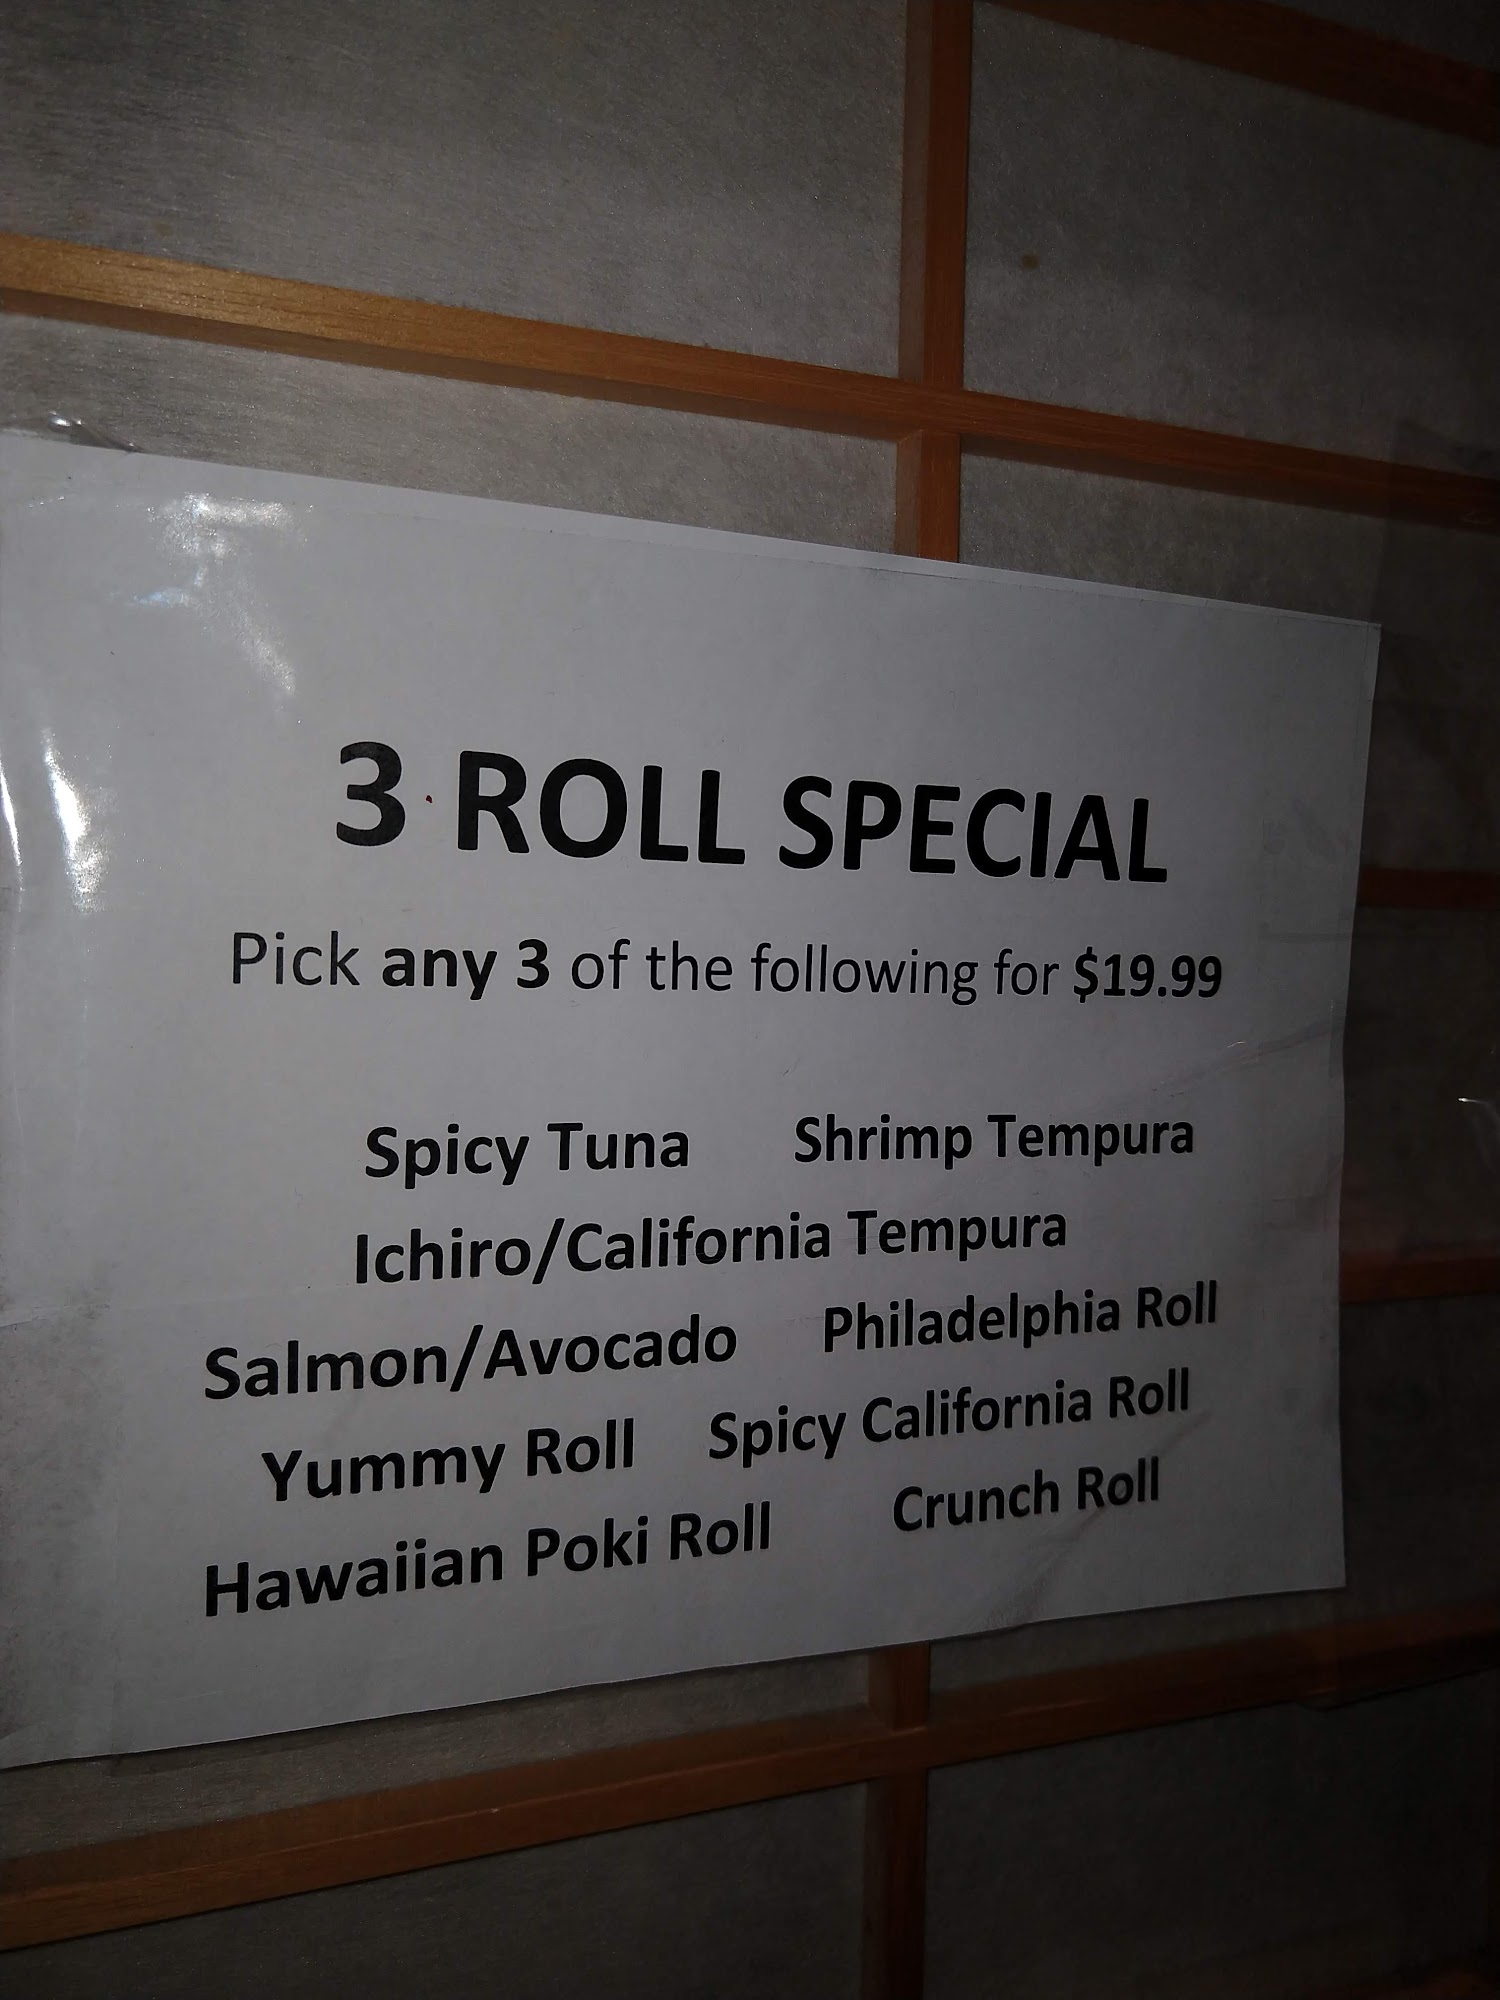 3 ROLL SPECIAL
Pick any 3 of the following for $19.99
Spicy Tuna Shrimp Tempura
Ichiro/California Tempura
Salmon/Avocado Philadelphia Roll
Yummy Roll Spicy California Roll
Hawaiian Poki Roll Crunch Roll